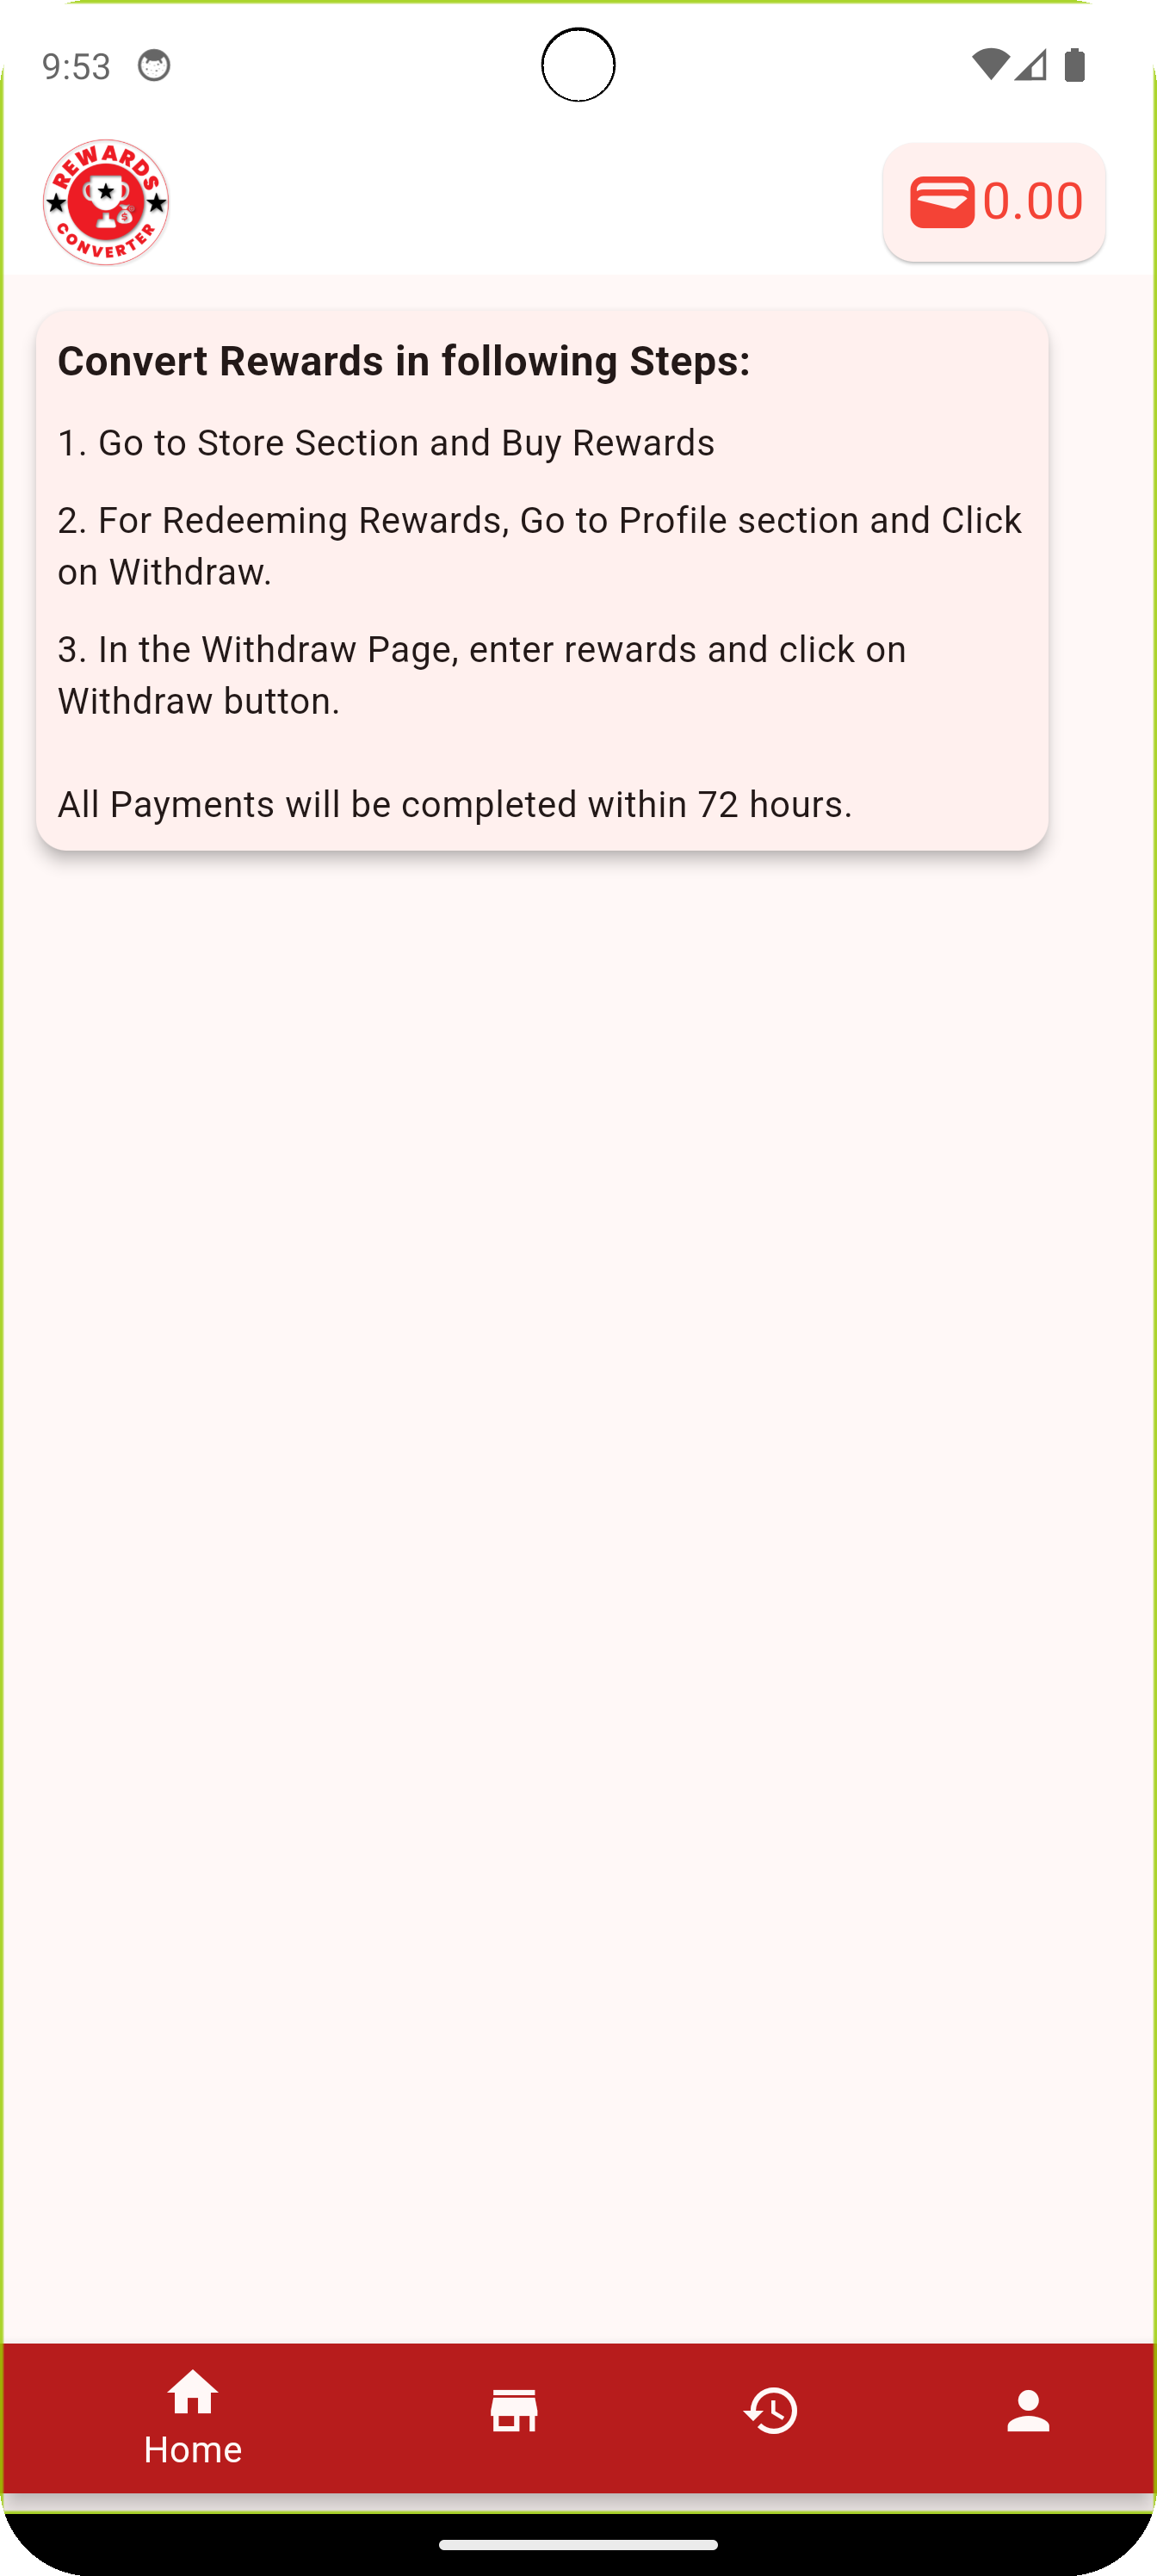 9:53
REWARDS
CONVERTER
0.00
Convert Rewards in following Steps:
1. Go to Store Section and Buy Rewards
2. For Redeeming Rewards, Go to Profile section and Click
on Withdraw.
3. In the Withdraw Page, enter rewards and click on
Withdraw button.
All Payments will be completed within 72 hours.
Home